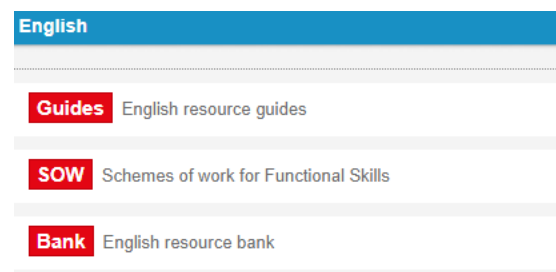 English
Guides English resource guides
SOW Schemes of work for Functional Skills
Bank English resource bank